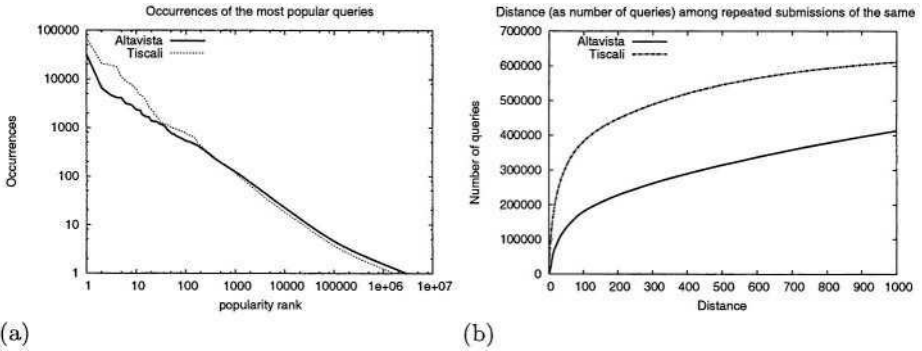 Occurrences of the most popular queries
100000
10000
1000
100
10
1
Occurrences
Altavista
Tiscali
1 10 100 1000 10000 100000 1e+06 1e+07
popularity rank
(a)
Distance (as number of queries) among repeated submissions of the same
700000
600000
500000
400000
300000
200000
100000
0
Number of queries
Altavista
Tiscali
0 100 200 300 400 500 600 700 800 900 1000
Distance
(b)